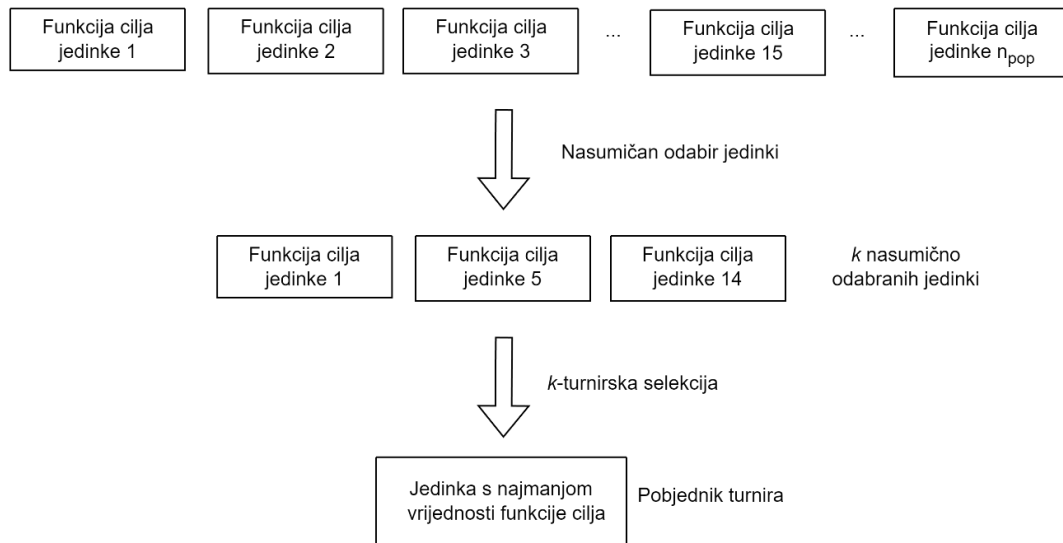 Funkcija cilja
jedinke 1
Funkcija cilja
jedinke 2
Funkcija cilja
jedinke 3
...
Funkcija cilja
jedinke 15
...
Funkcija cilja
jedinke n_pop
Nasumičan odabir jedinki
Funkcija cilja
jedinke 1
Funkcija cilja
jedinke 5
Funkcija cilja
jedinke 14
k nasumično
odabranih jedinki
k-turnirska selekcija
Jedinka s najmanjom
vrijednosti funkcije cilja
Pobjednik turnira